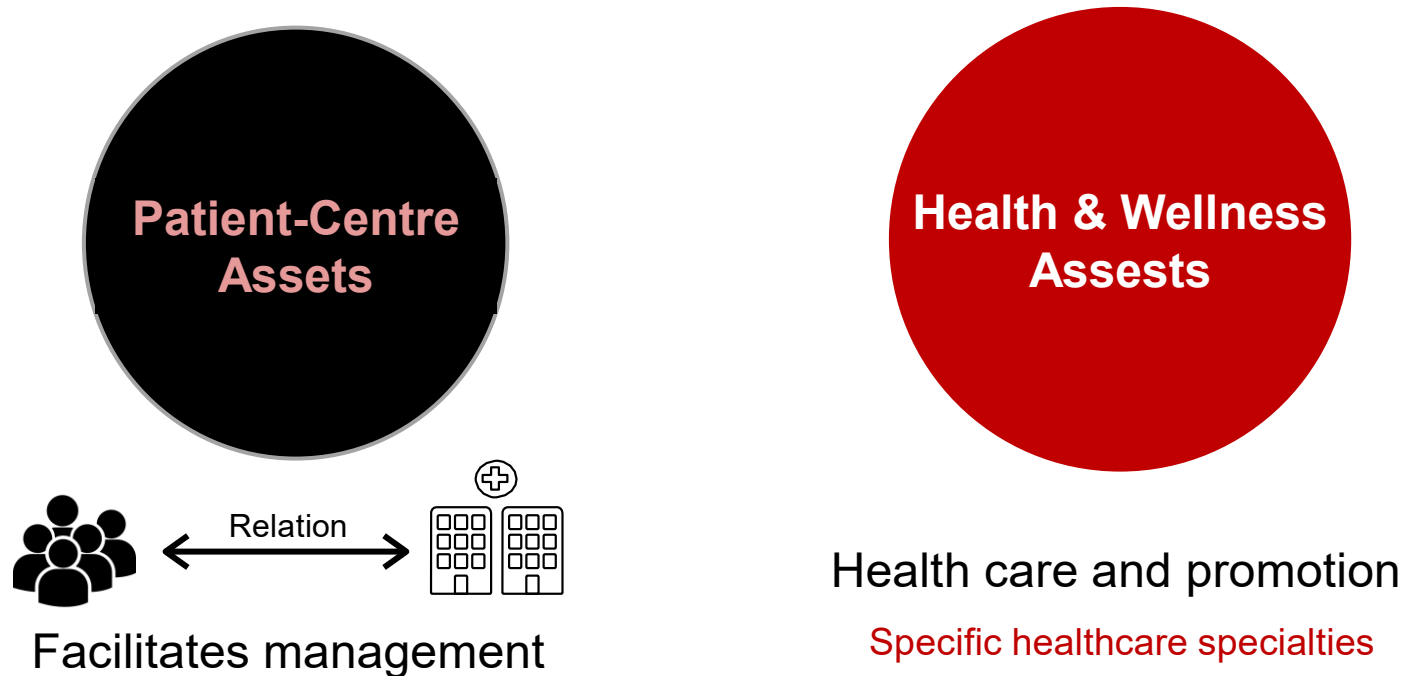 Patient-Centre
Assets
Relation
Facilitates management
Health & Wellness
Assests
Health care and promotion
Specific healthcare specialties